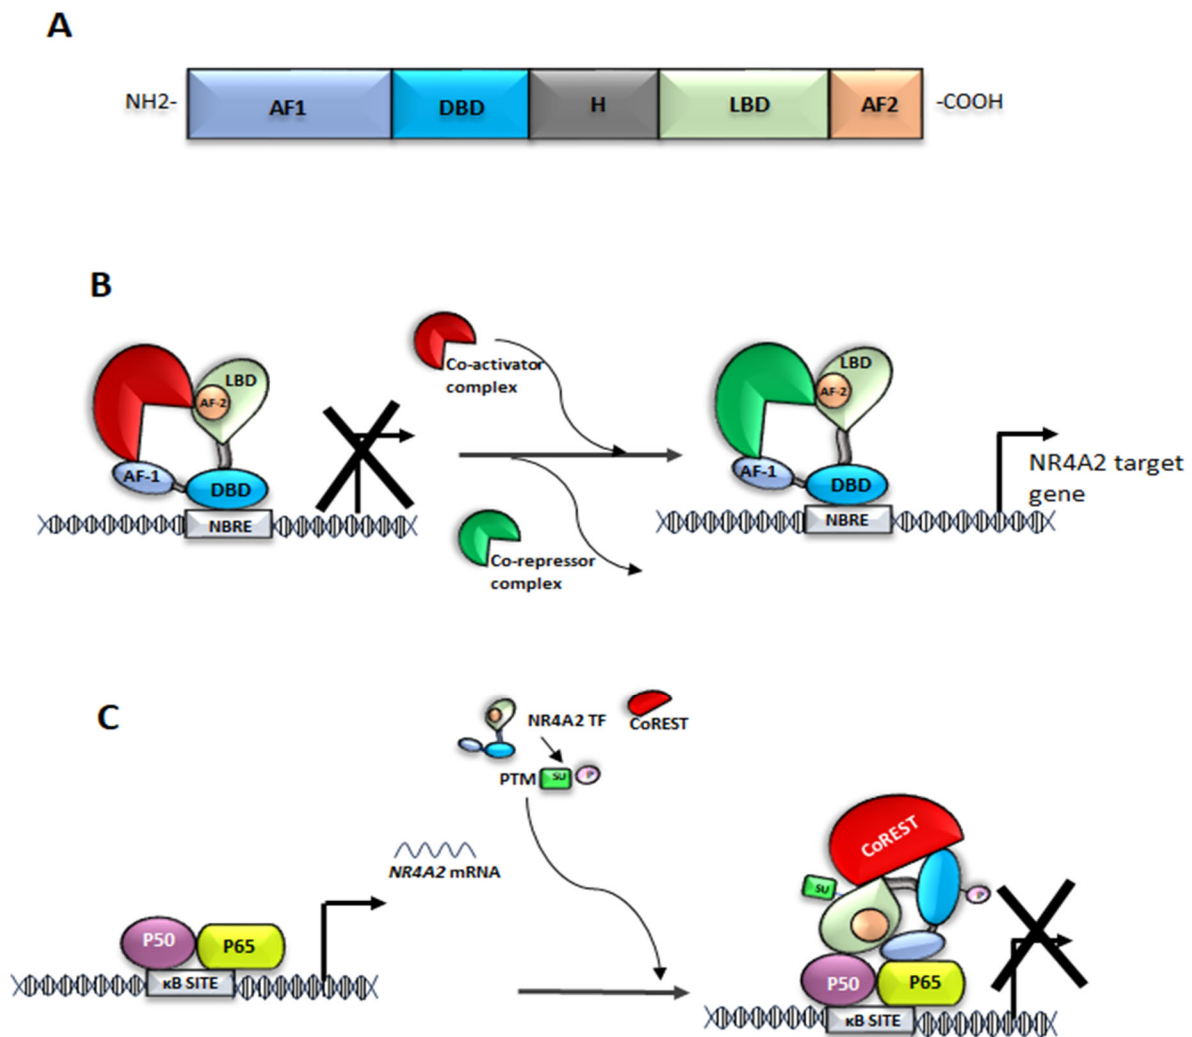 A
NH2-
AF1
DBD
H
LBD
AF2
-COOH
B
LBD
AF-2
AF-1
DBD
NBRE
Co-activator
complex
Co-repressor
complex
LBD
AF-2
AF-1
DBD
NBRE
NR4A2 target
gene
C
NR4A2 TF
CoREST
PTM
SU
P
NR4A2 mRNA
P50
P65
κB SITE
CoREST
SU
P
P50
P65
κB SITE